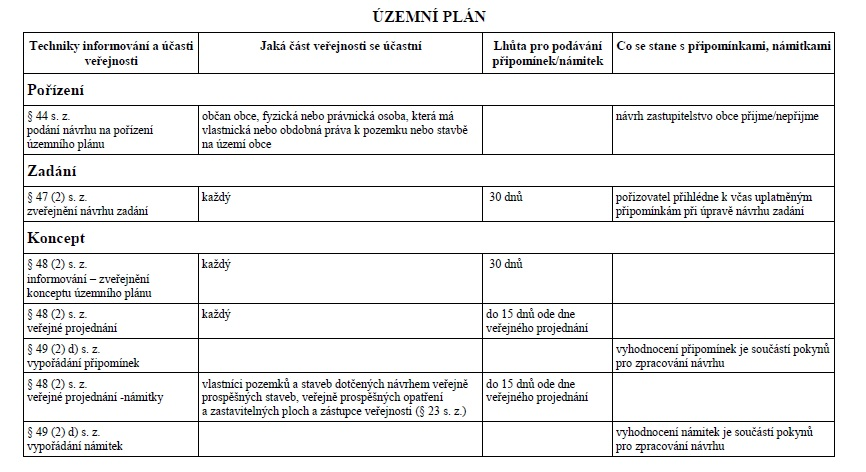 ÚZEMNÍ PLÁN
Techniky informování a účasti veřejnosti
Jaká část veřejnosti se účastní
Lhůta pro podávání připomínek/námitek
Co se stane s připomínkami, námitkami
Pořízení
§ 44 s. z.
podání návrhu na pořízení
územního plánu
občan obce, fyzická nebo právnická osoba, která má
vlastnická nebo obdobná práva k pozemku nebo stavbě
na území obce
návrh zastupitelstvo obce přijme/nepřijme
Zadání
§ 47 (2) s. z.
zveřejnění návrhu zadání
každý
30 dnů
pořizovatel přihlédne k včas uplatněným
připomínkám při úpravě návrhu zadání
Koncept
§ 48 (2) s. z.
informování – zveřejnění
konceptu územního plánu
každý
30 dnů
§ 48 (2) s. z.
veřejné projednání
každý
do 15 dnů ode dne
veřejného projednání
§ 49 (2) d) s. z.
vypořádání připomínek
vyhodnocení připomínek je součástí pokynů
pro zpracování návrhu
§ 48 (2) s. z.
veřejné projednání -námitky
vlastníci pozemků a staveb dotčených návrhem veřejně
prospěšných staveb, veřejně prospěšných opatření
a zastavitelných ploch a zástupce veřejnosti (§ 23 s. z.)
do 15 dnů ode dne
veřejného projednání
§ 49 (2) d) s. z.
vypořádání námitek
vyhodnocení námitek je součástí pokynů
pro zpracování návrhu